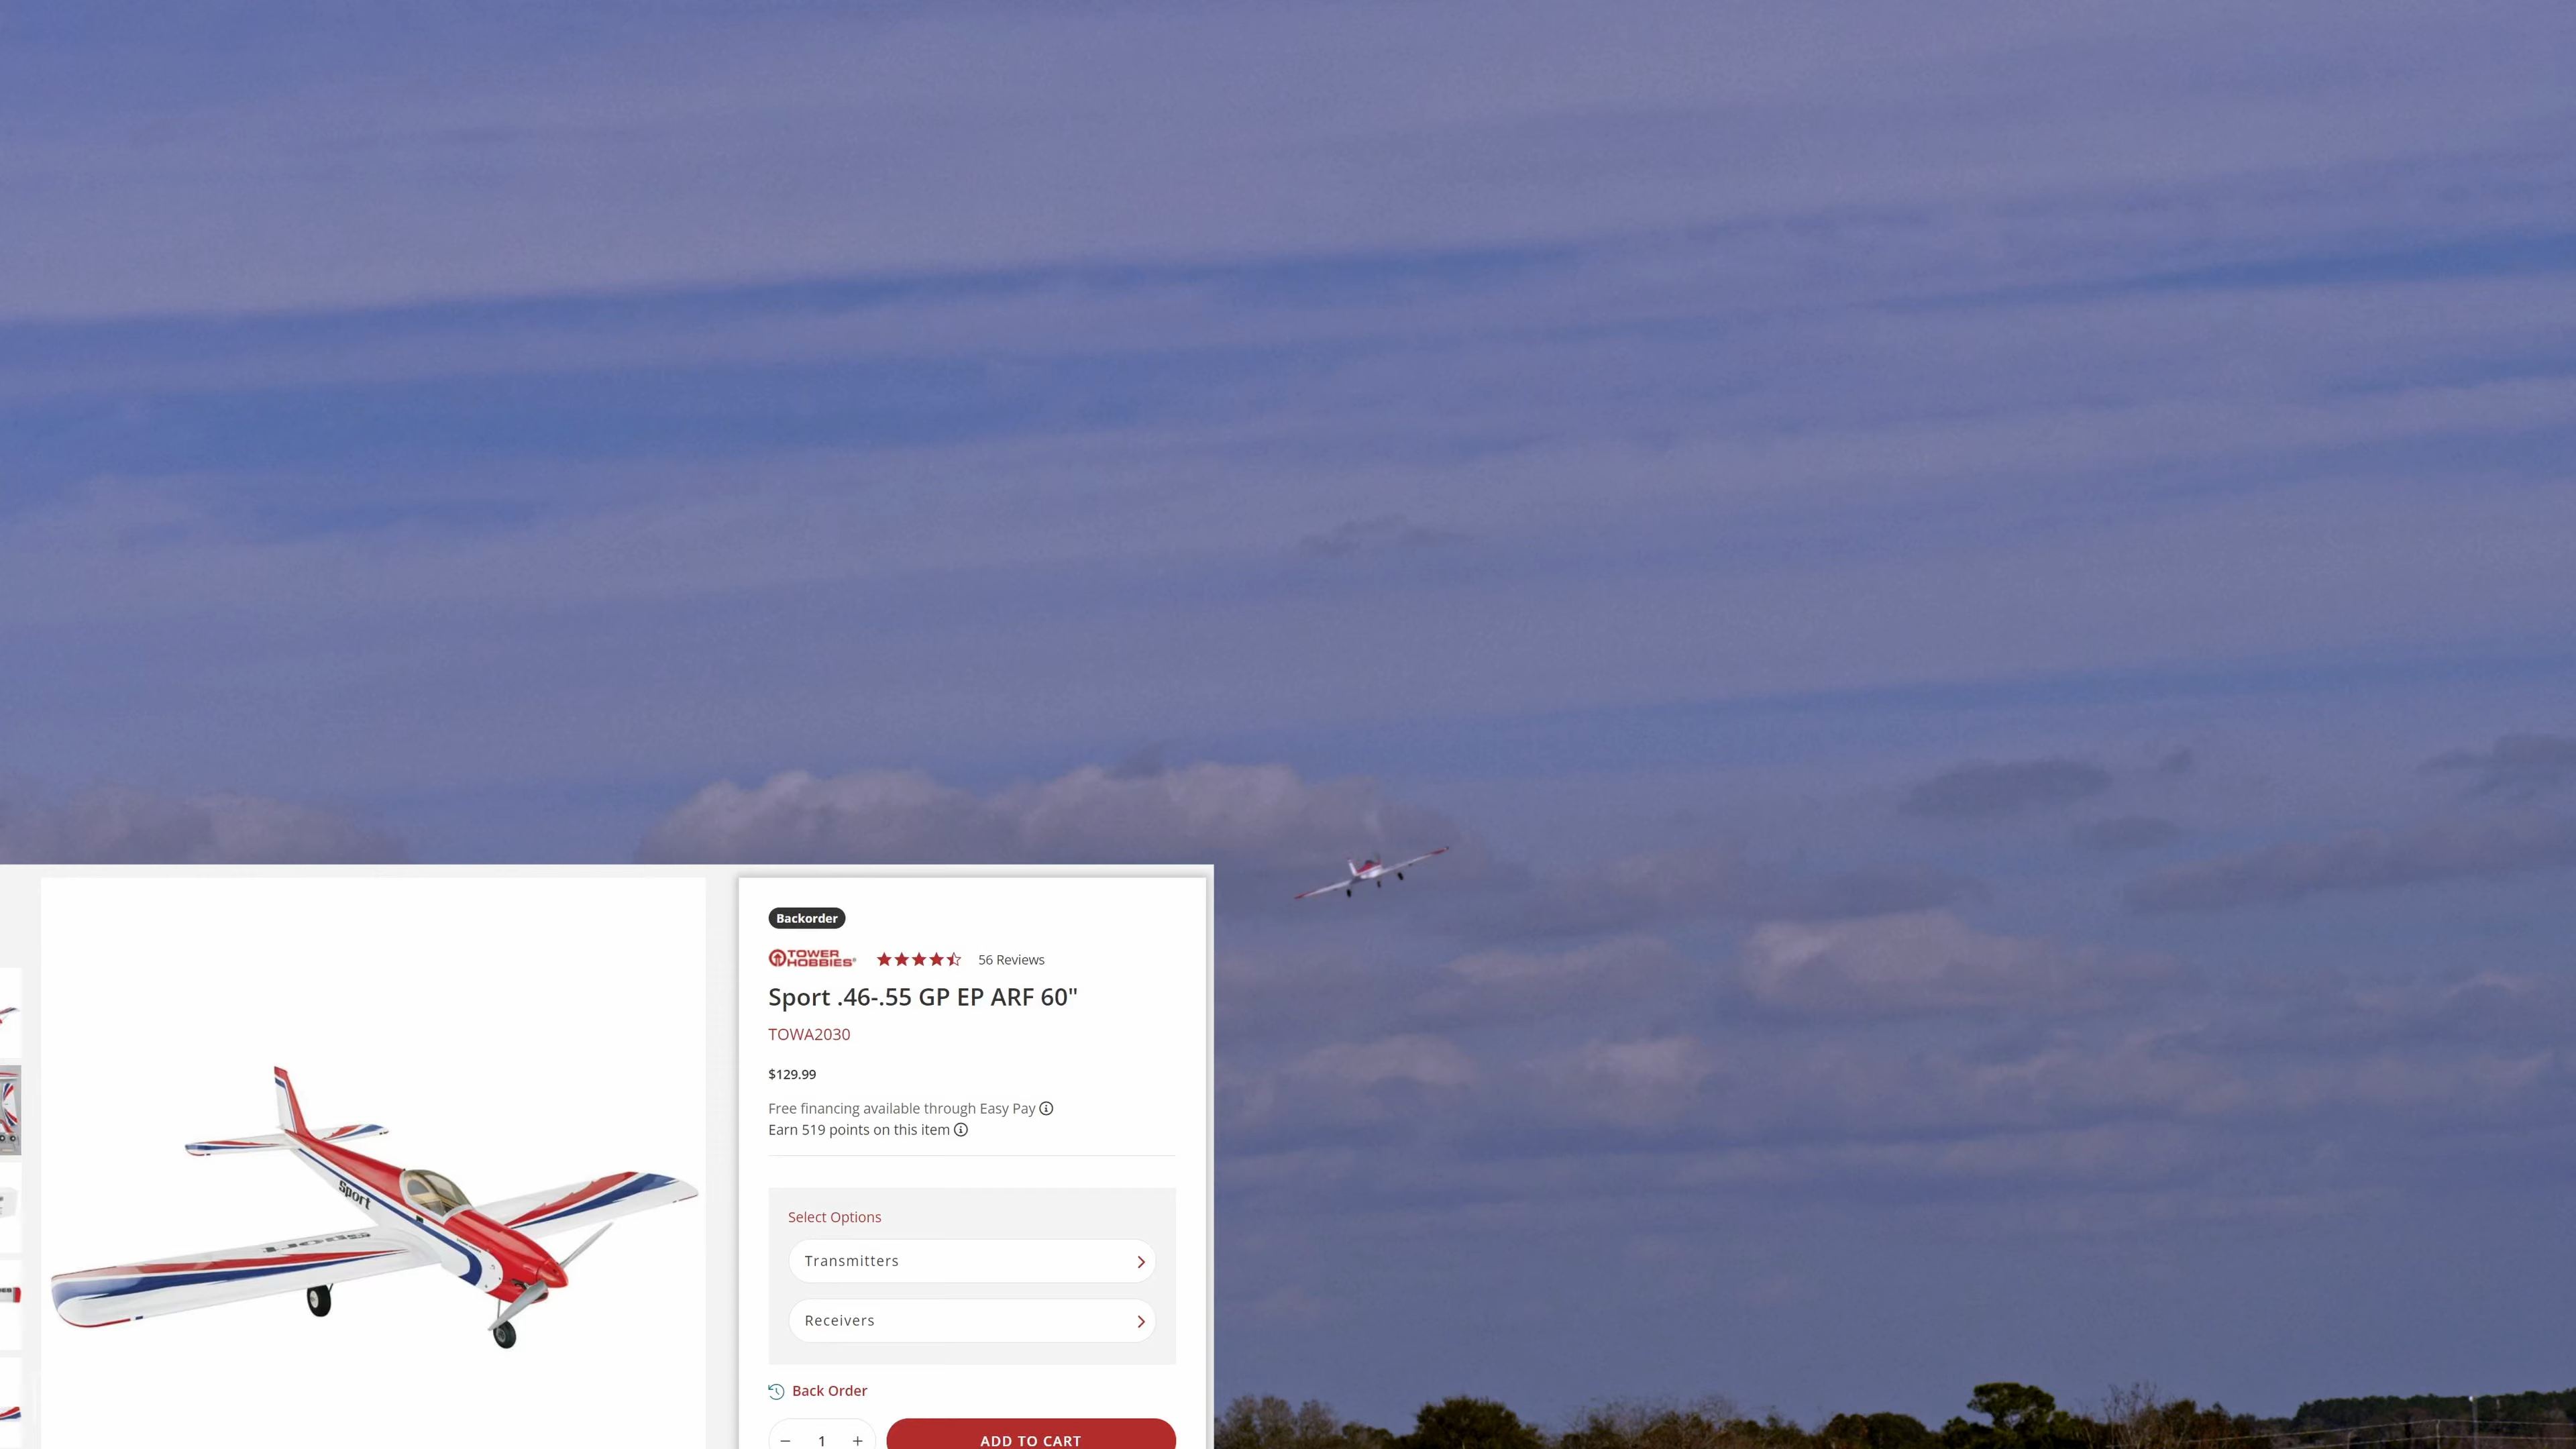 Backorder
TOWER HOBBIES
56 Reviews
Sport .46-.55 GP EP ARF 60"
TOWA2030
$129.99
Free financing available through Easy Pay
Earn 519 points on this item
Select Options
Transmitters
Receivers
Back Order
− 1 +
ADD TO CART
Sport
Sport